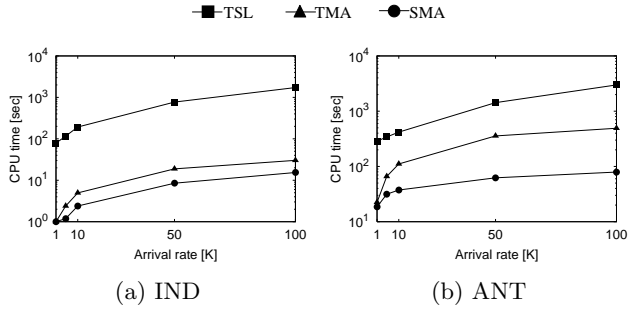 TSL TMA SMA
10^4
10^3
10^2
10^1
10^0
CPU time [sec]
1 10 50 100
Arrival rate [K]
(a) IND
10^4
10^3
10^2
10^1
CPU time [sec]
1 10 50 100
Arrival rate [K]
(b) ANT